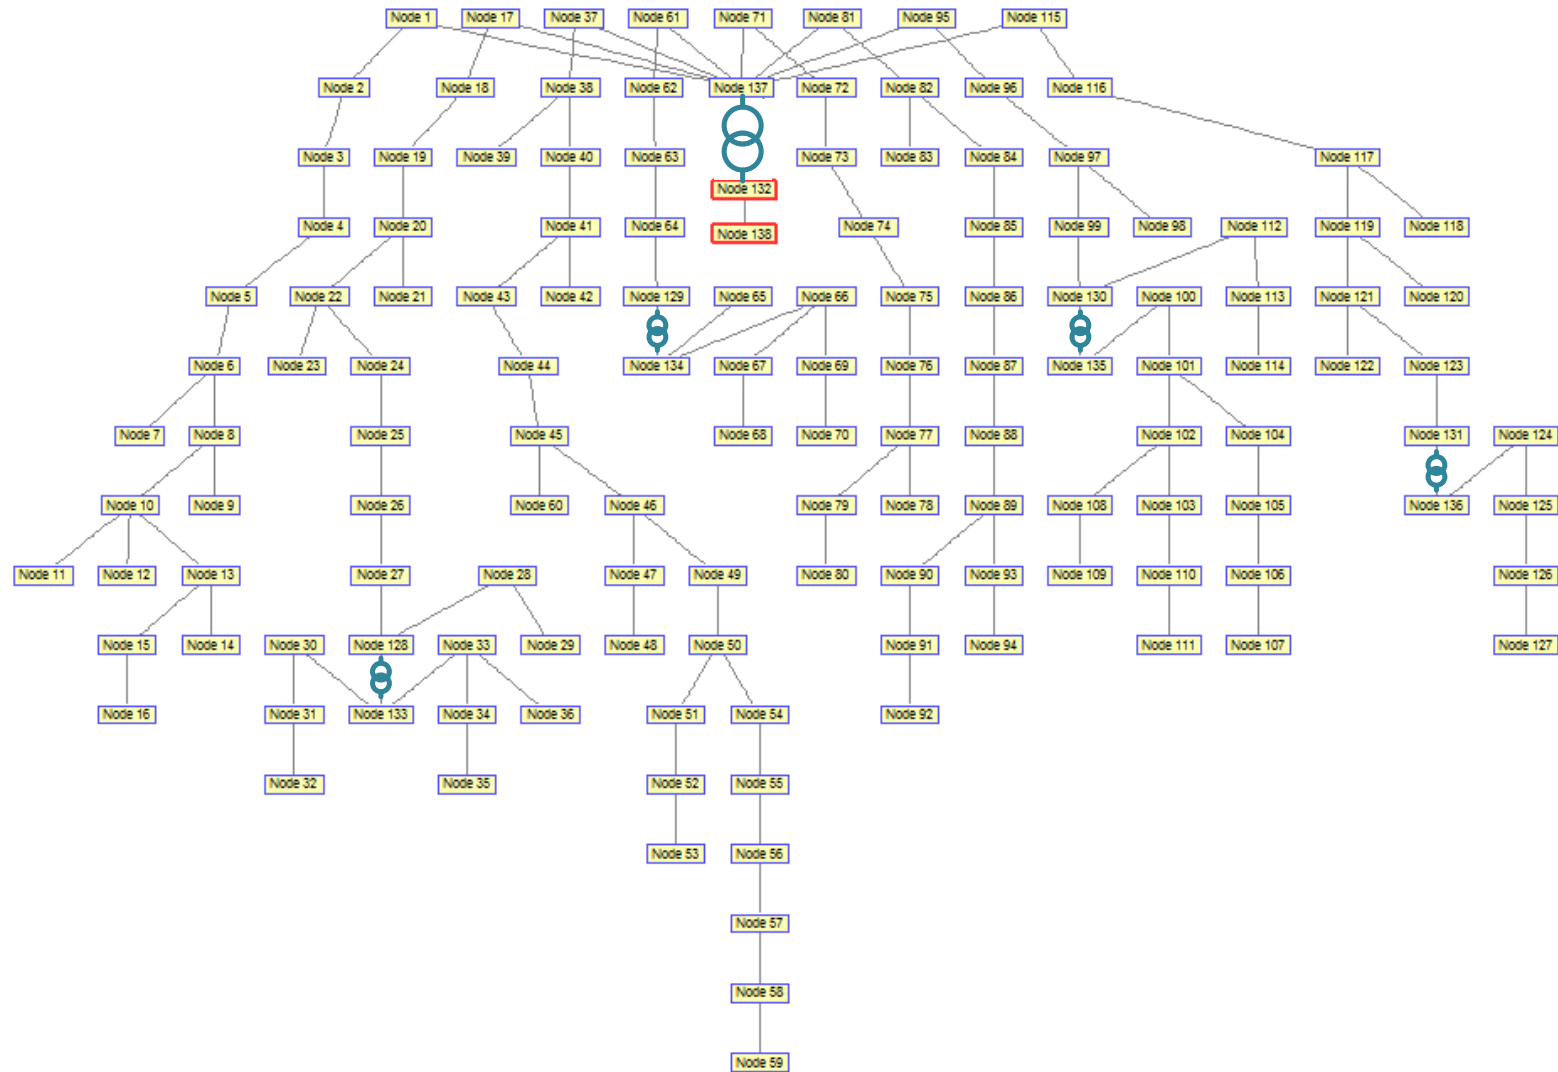 Node 1
Node 17
Node 37
Node 61
Node 71
Node 81
Node 95
Node 115
Node 2
Node 18
Node 38
Node 62
Node 137
Node 72
Node 82
Node 96
Node 116
Node 3
Node 19
Node 39
Node 40
Node 63
Node 73
Node 83
Node 84
Node 97
Node 117
Node 132
Node 4
Node 20
Node 41
Node 64
Node 138
Node 74
Node 85
Node 99
Node 98
Node 112
Node 119
Node 118
Node 5
Node 22
Node 21
Node 43
Node 42
Node 129
Node 65
Node 66
Node 75
Node 86
Node 130
Node 100
Node 113
Node 121
Node 120
Node 6
Node 23
Node 24
Node 44
Node 134
Node 67
Node 69
Node 76
Node 87
Node 135
Node 101
Node 114
Node 122
Node 123
Node 7
Node 8
Node 25
Node 45
Node 68
Node 70
Node 77
Node 88
Node 102
Node 104
Node 131
Node 124
Node 10
Node 9
Node 26
Node 60
Node 46
Node 79
Node 78
Node 89
Node 108
Node 103
Node 105
Node 136
Node 125
Node 11
Node 12
Node 13
Node 27
Node 28
Node 47
Node 49
Node 80
Node 90
Node 93
Node 109
Node 110
Node 106
Node 126
Node 15
Node 14
Node 30
Node 128
Node 33
Node 29
Node 48
Node 50
Node 91
Node 94
Node 111
Node 107
Node 127
Node 16
Node 31
Node 133
Node 34
Node 36
Node 51
Node 54
Node 92
Node 32
Node 35
Node 52
Node 55
Node 53
Node 56
Node 57
Node 58
Node 59